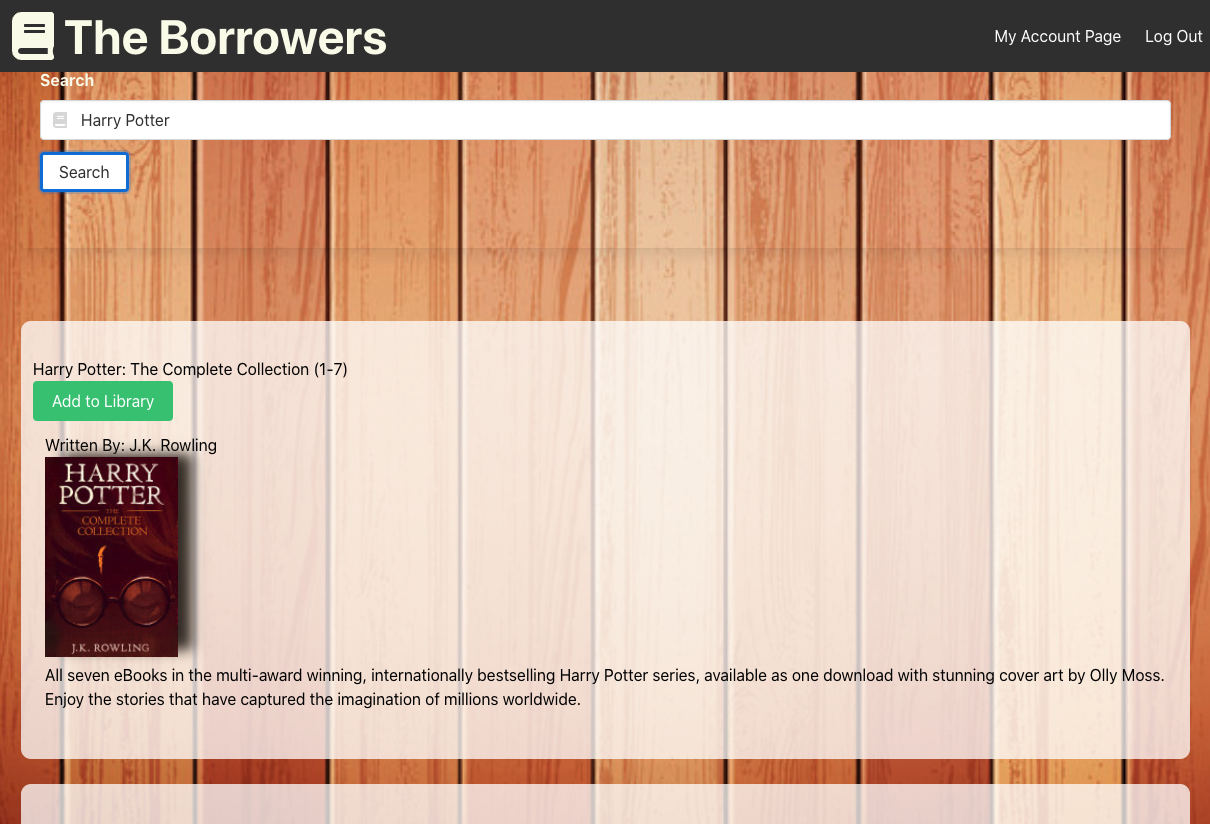 The Borrowers
My Account Page
Log Out
Search
Harry Potter
Search
Harry Potter: The Complete Collection (1-7)
Add to Library
Written By: J.K. Rowling
HARRY
POTTER
THE
COMPLETE
COLLECTION
J.K. ROWLING
All seven eBooks in the multi-award winning, internationally bestselling Harry Potter series, available as one download with stunning cover art by Olly Moss.
Enjoy the stories that have captured the imagination of millions worldwide.